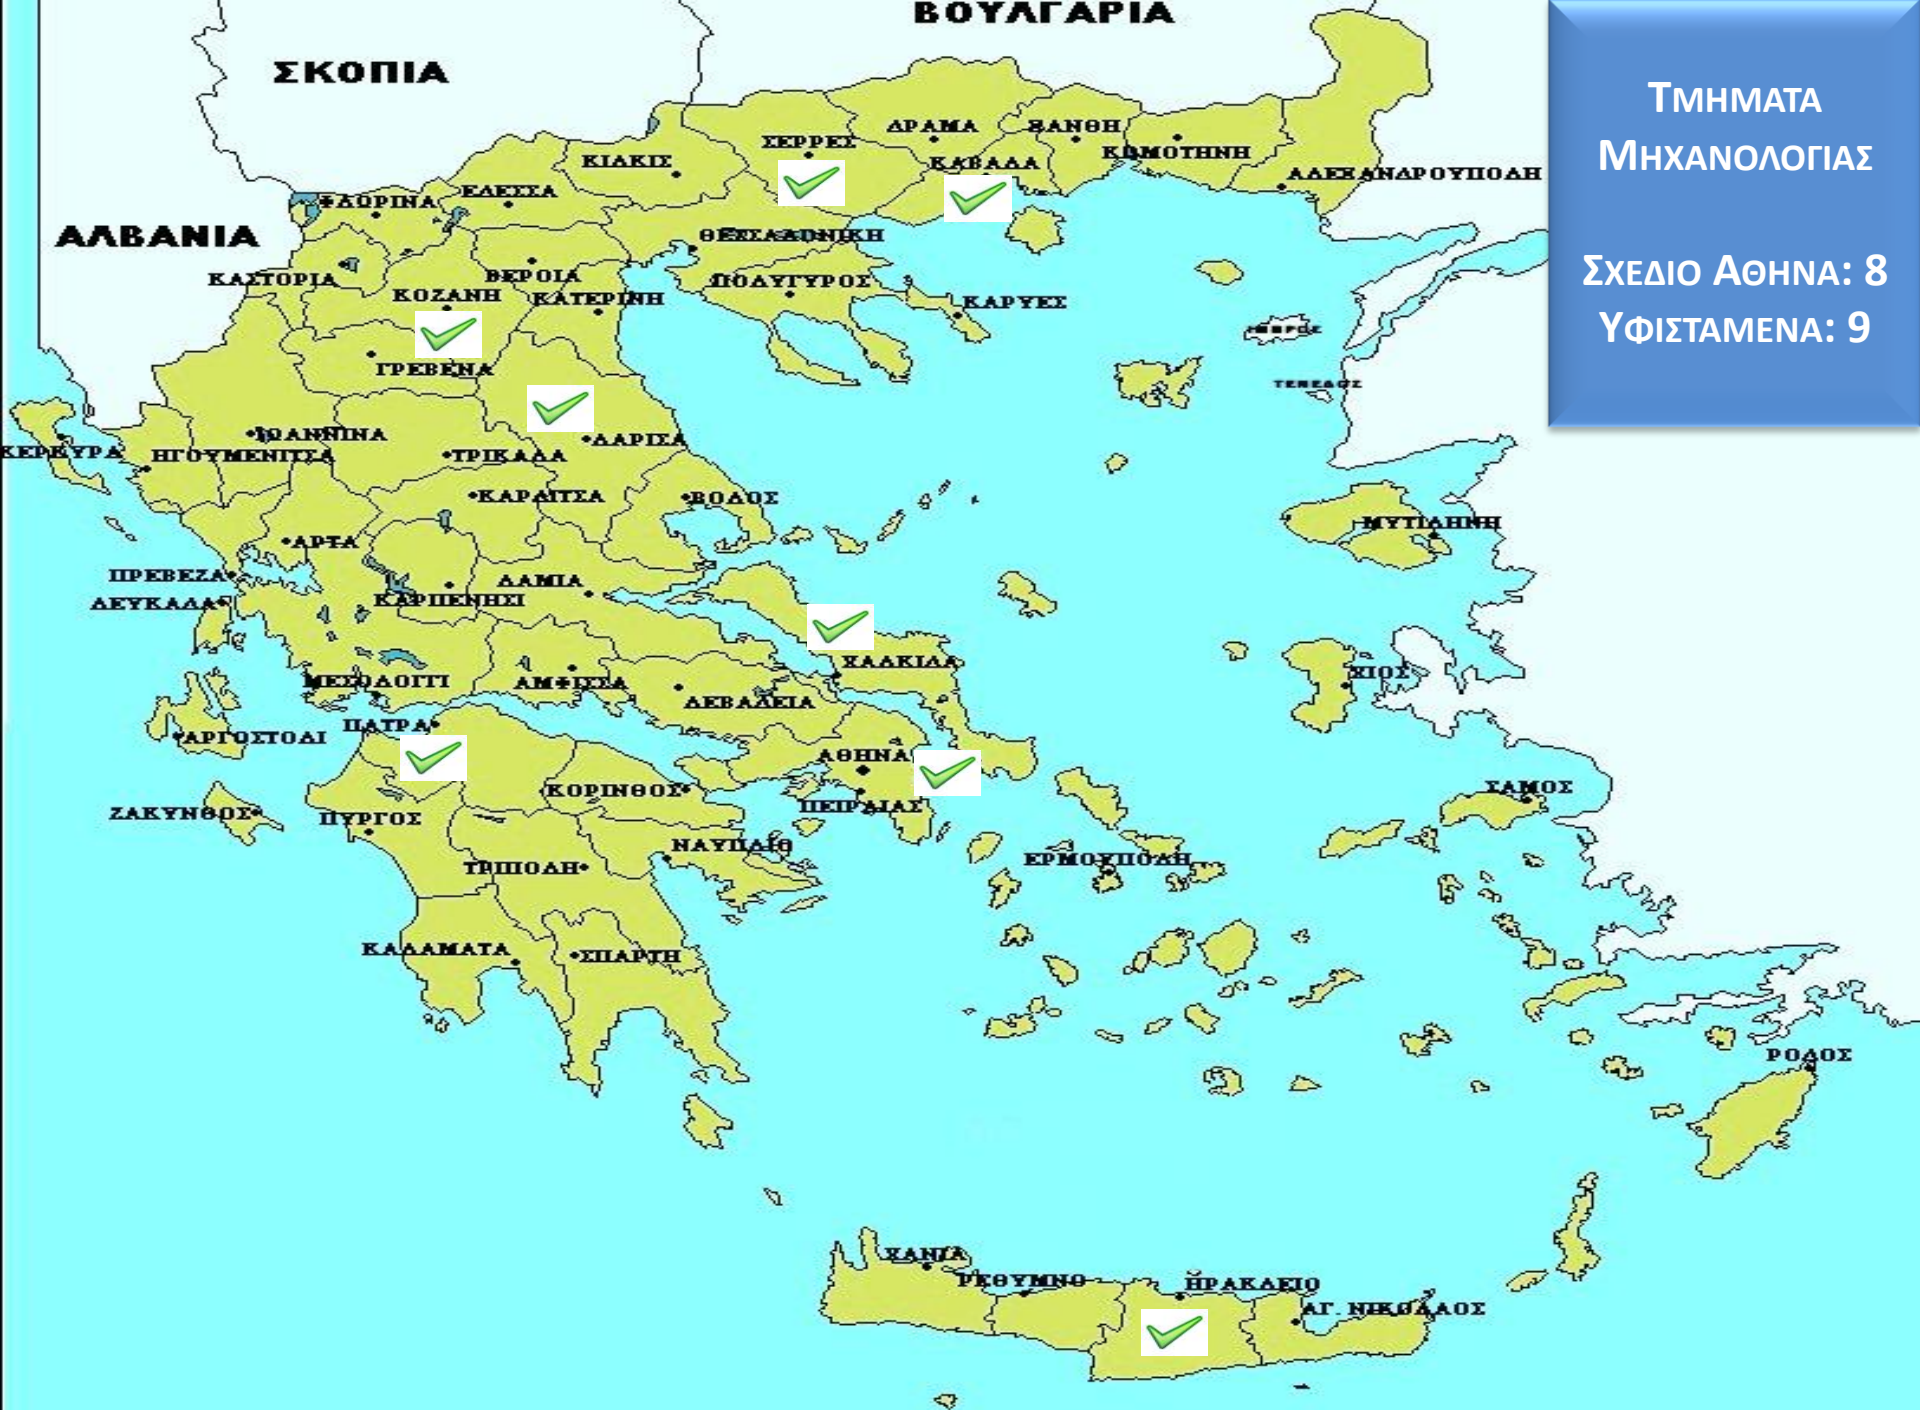 ΒΟΥΛΓΑΡΙΑ
ΣΚΟΠΙΑ
ΑΛΒΑΝΙΑ
ΤΜΗΜΑΤΑ
ΜΗΧΑΝΟΛΟΓΙΑΣ
ΣΧΕΔΙΟ ΑΘΗΝΑ: 8
ΥΦΙΣΤΑΜΕΝΑ: 9
ΔΡΑΜΑ
ΞΑΝΘΗ
ΣΕΡΡΕΣ
ΚΟΜΟΤΗΝΗ
ΚΙΛΚΙΣ
ΚΑΒΑΛΑ
ΑΛΕΞΑΝΔΡΟΥΠΟΛΗ
ΕΔΕΣΣΑ
ΦΛΩΡΙΝΑ
ΘΕΣΣΑΛΟΝΙΚΗ
ΚΑΣΤΟΡΙΑ
ΒΕΡΟΙΑ
ΠΟΛΥΓΥΡΟΣ
ΚΟΖΑΝΗ
ΚΑΤΕΡΙΝΗ
ΚΑΡΥΕΣ
ΙΜΒΡΟΣ
ΓΡΕΒΕΝΑ
ΤΕΝΕΔΟΣ
ΙΩΑΝΝΙΝΑ
ΛΑΡΙΣΑ
ΚΕΡΚΥΡΑ
ΗΓΟΥΜΕΝΙΤΣΑ
ΤΡΙΚΑΛΑ
ΚΑΡΔΙΤΣΑ
ΒΟΛΟΣ
ΜΥΤΙΛΗΝΗ
ΑΡΤΑ
ΠΡΕΒΕΖΑ
ΛΑΜΙΑ
ΛΕΥΚΑΔΑ
ΚΑΡΠΕΝΗΣΙ
ΧΑΛΚΙΔΑ
ΧΙΟΣ
ΜΕΣΟΛΟΓΓΙ
ΑΜΦΙΣΣΑ
ΛΕΒΑΔΕΙΑ
ΠΑΤΡΑ
ΑΡΓΟΣΤΟΛΙ
ΑΘΗΝΑ
ΚΟΡΙΝΘΟΣ
ΣΑΜΟΣ
ΠΕΙΡΑΙΑΣ
ΖΑΚΥΝΘΟΣ
ΠΥΡΓΟΣ
ΝΑΥΠΛΙΟ
ΕΡΜΟΥΠΟΛΗ
ΤΡΙΠΟΛΗ
ΚΑΛΑΜΑΤΑ
ΣΠΑΡΤΗ
ΡΟΔΟΣ
ΧΑΝΙΑ
ΡΕΘΥΜΝΟ
ΗΡΑΚΛΕΙΟ
ΑΓ. ΝΙΚΟΛΑΟΣ